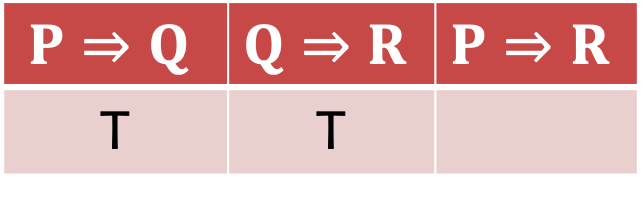 P ⇒ Q Q ⇒ R P ⇒ R
T T